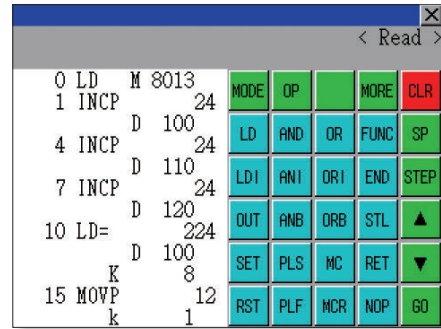 < Read >
0 LD M 8013
1 INCP 24
D 100
4 INCP 24
D 110
7 INCP 24
D 120
10 LD= 224
D 100
K 8
15 MOVP 12
k 1
MODE OP MORE CLR
LD AND OR FUNC SP
LDI ANI ORI END STEP
OUT ANB ORB STL ▲
SET PLS MC RET ▼
RST PLF MCR NOP GO